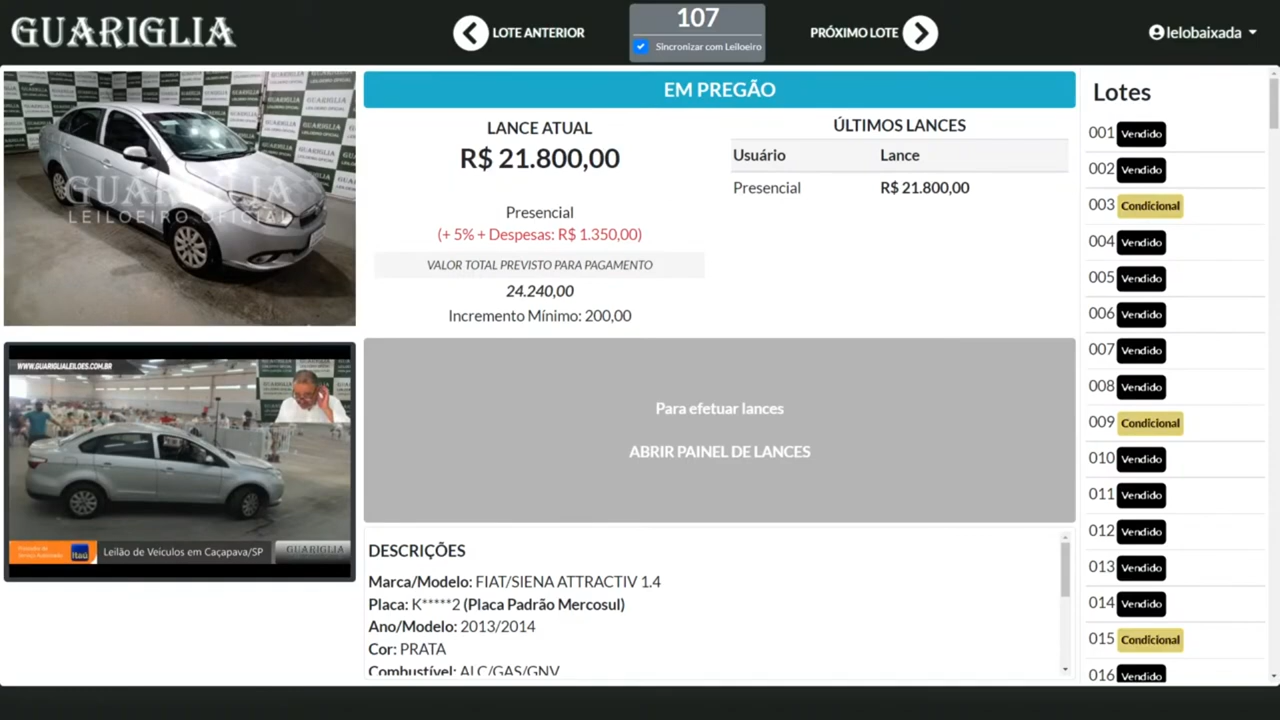 GUARIGLIA
LOTE ANTERIOR
107
Sincronizar com Leiloeiro
PRÓXIMO LOTE
lelobaixada
GUARIGLIA
LEILOEIRO OFICIAL
EM PREGÃO
LANCE ATUAL
R$ 21.800,00
Presencial
(+ 5% + Despesas: R$ 1.350,00)
VALOR TOTAL PREVISTO PARA PAGAMENTO
24.240,00
Incremento Mínimo: 200,00
ÚLTIMOS LANCES
Usuário Lance
Presencial R$ 21.800,00
Para efetuar lances
ABRIR PAINEL DE LANCES
WWW.GUARIGLIALEILOES.COM.BR
Itaú
Leilão de Veiculos em Caçapava/SP
GUARIGLIA
DESCRIÇÕES
Marca/Modelo: FIAT/SIENA ATTRACTIV 1.4
Placa: K*****2 (Placa Padrão Mercosul)
Ano/Modelo: 2013/2014
Cor: PRATA
Combustível: ALC/GAS/GNV
Lotes
001 Vendido
002 Vendido
003 Condicional
004 Vendido
005 Vendido
006 Vendido
007 Vendido
008 Vendido
009 Condicional
010 Vendido
011 Vendido
012 Vendido
013 Vendido
014 Vendido
015 Condicional
016 Vendido